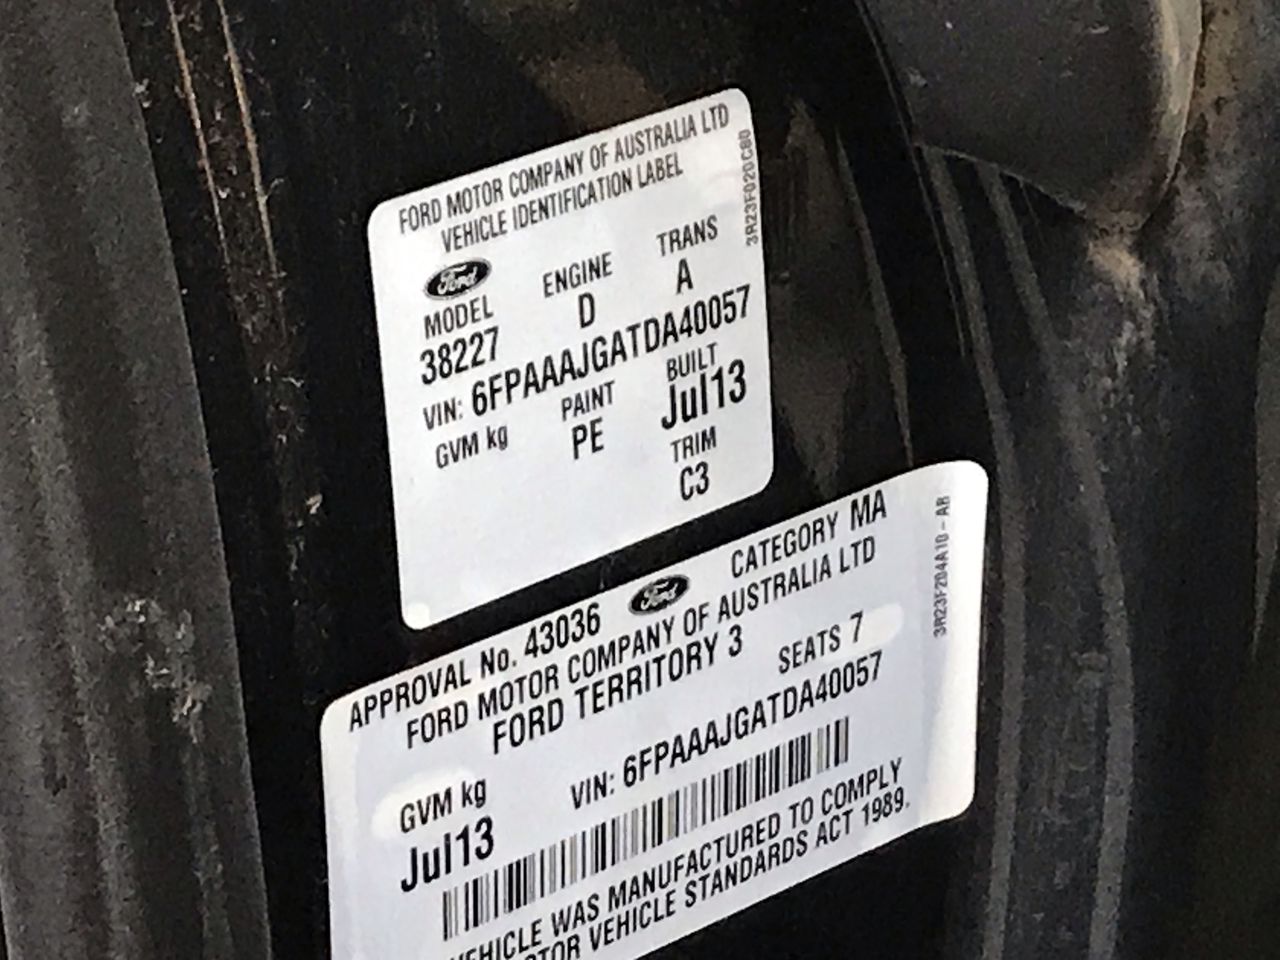 FORD MOTOR COMPANY OF AUSTRALIA LTD
VEHICLE IDENTIFICATION LABEL
3R23F020C80
Ford
MODEL ENGINE TRANS
38227 D A
VIN: 6FPAAAJGATDA40057
GVM kg PAINT BUILT
PE Jul13
TRIM
C3
APPROVAL No. 43036 Ford CATEGORY MA
FORD MOTOR COMPANY OF AUSTRALIA LTD
FORD TERRITORY 3 SEATS 7
3R23F204A10-AB
GVM kg VIN: 6FPAAAJGATDA40057
Jul13
VEHICLE WAS MANUFACTURED TO COMPLY
MOTOR VEHICLE STANDARDS ACT 1989.